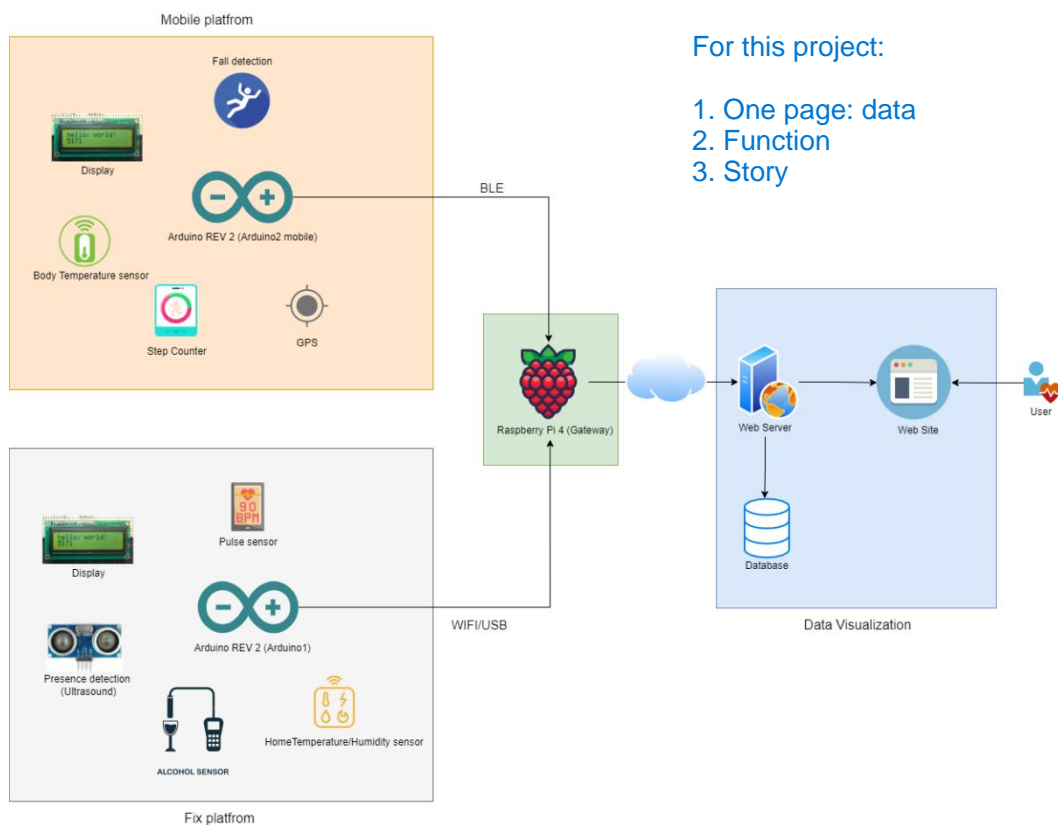 Mobile platfrom
For this project:
1. One page: data
2. Function
3. Story
Fall detection
hello, world!
Display
Arduino REV 2 (Arduino2 mobile)
BLE
Body Temperature sensor
Step Counter
GPS
Raspberry Pi 4 (Gateway)
Web Server
Web Site
User
Database
Data Visualization
90
BPM
Pulse sensor
hello, world!
Display
Arduino REV 2 (Arduino1)
WIFI/USB
Presence detection
(Ultrasound)
HomeTemperature/Humidity sensor
ALCOHOL SENSOR
Fix platfrom